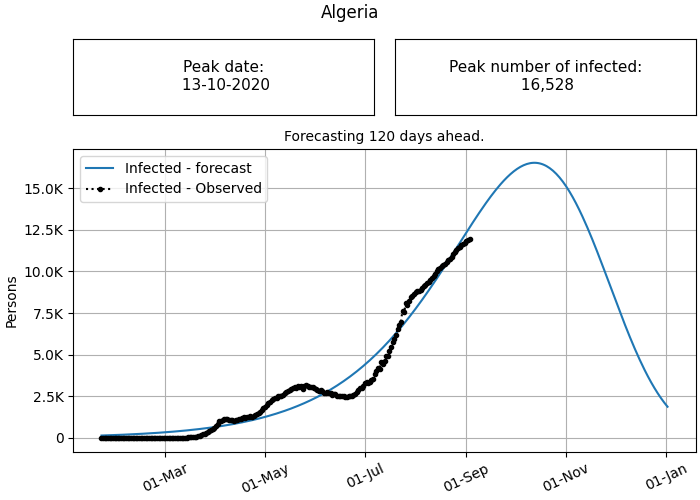 Algeria
Peak date:
13-10-2020
Peak number of infected:
16,528
Forecasting 120 days ahead.
Infected - forecast
Infected - Observed
15.0K
12.5K
10.0K
7.5K
5.0K
2.5K
0
Persons
01-Mar
01-May
01-Jul
01-Sep
01-Nov
01-Jan